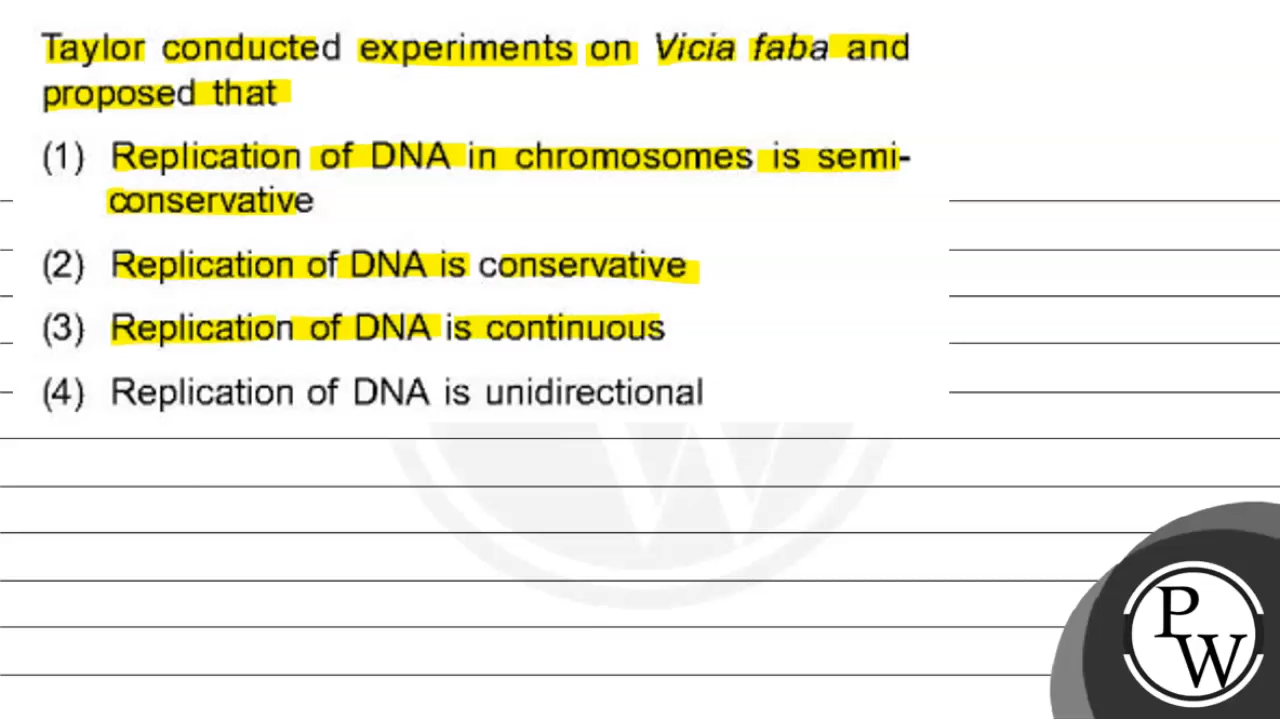 Taylor conducted experiments on Vicia faba and
proposed that
(1) Replication of DNA in chromosomes is semi-
conservative
(2) Replication of DNA is conservative
(3) Replication of DNA is continuous
(4) Replication of DNA is unidirectional
W
P
W